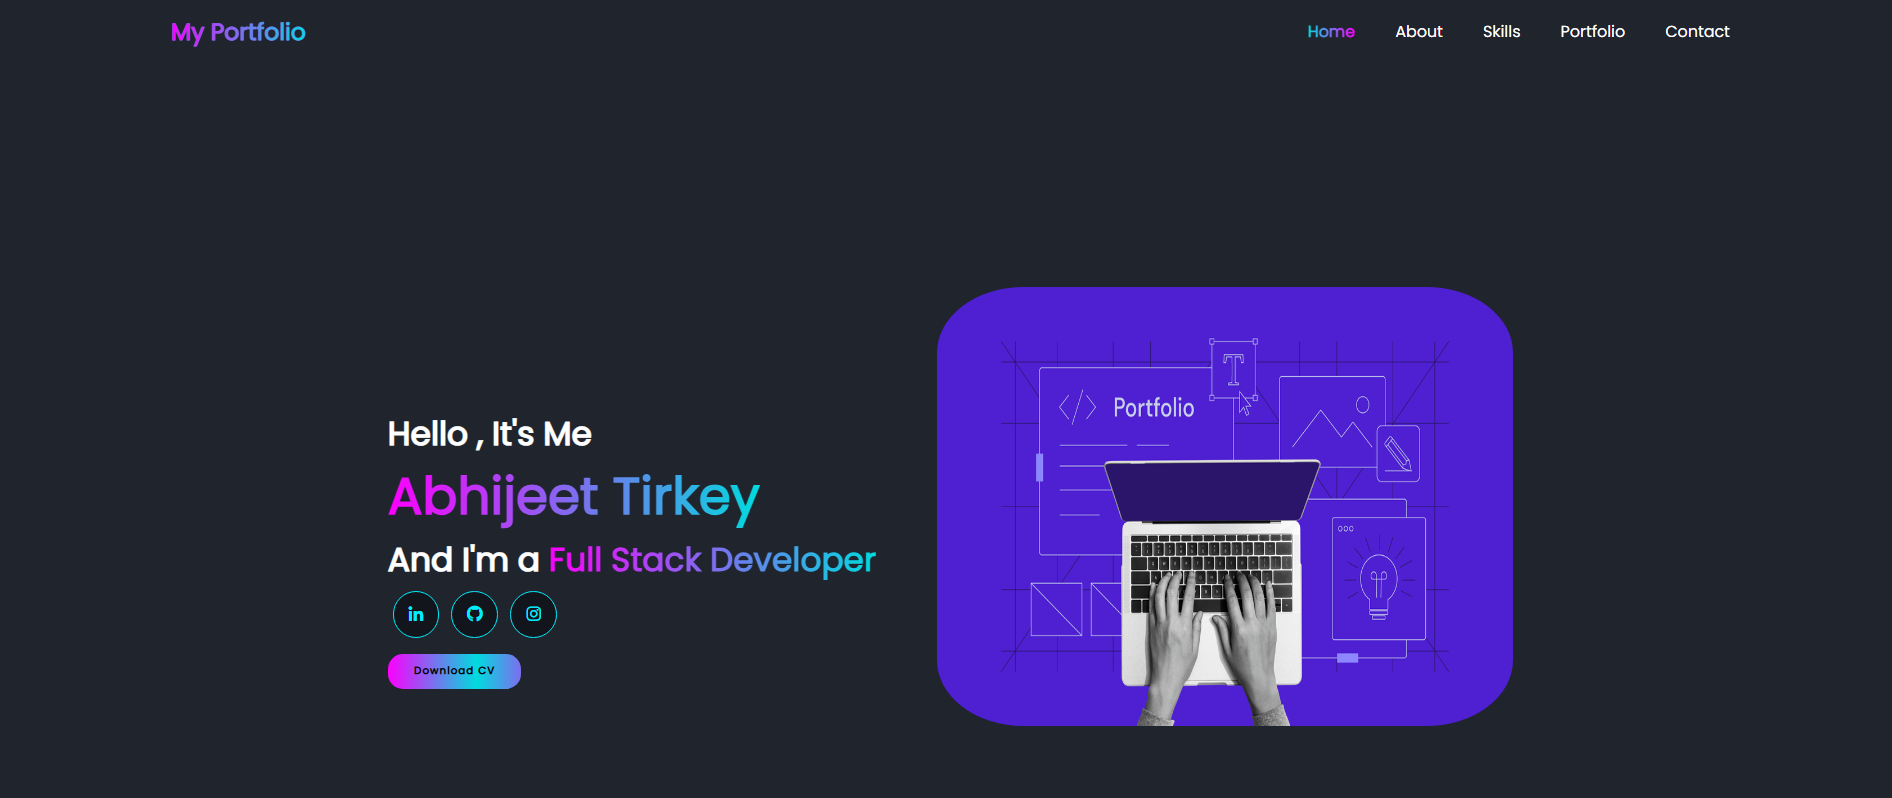 My Portfolio
Home About Skills Portfolio Contact
Hello , It's Me
Abhijeet Tirkey
And I'm a Full Stack Developer
in
Download CV
T
</> Portfolio